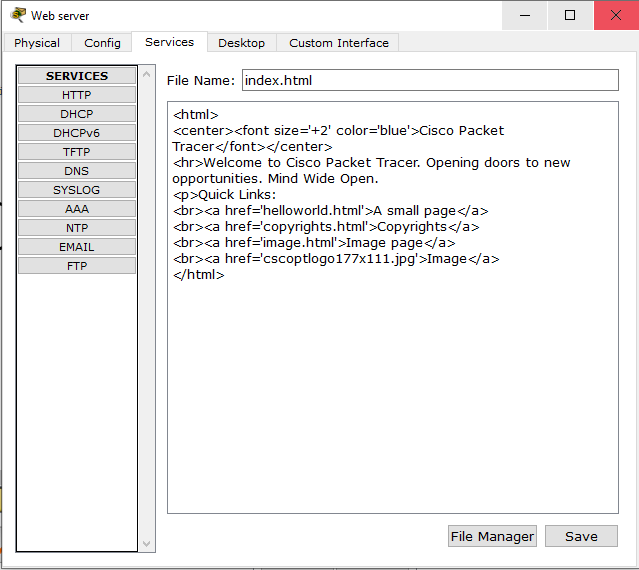 Web server
Physical Config Services Desktop Custom Interface
SERVICES
HTTP
DHCP
DHCPv6
TFTP
DNS
SYSLOG
AAA
NTP
EMAIL
FTP
File Name: index.html
<html>
<center><font size='+2' color='blue'>Cisco Packet
Tracer</font></center>
<hr>Welcome to Cisco Packet Tracer. Opening doors to new
opportunities. Mind Wide Open.
<p>Quick Links:
<br><a href='helloworld.html'>A small page</a>
<br><a href='copyrights.html'>Copyrights</a>
<br><a href='image.html'>Image page</a>
<br><a href='cscoptlogo177x111.jpg'>Image</a>
</html>
File Manager Save